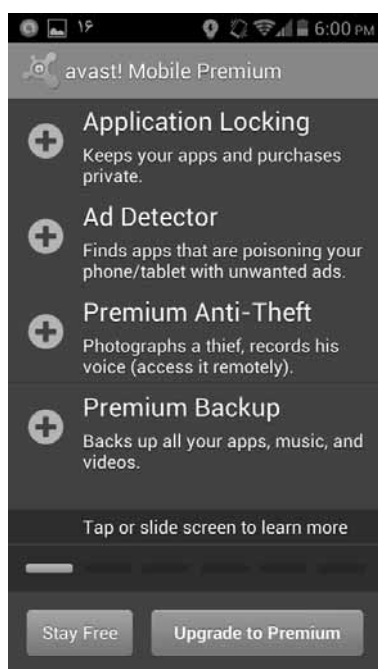 ۱۶ 6:00 PM
avast! Mobile Premium
Application Locking
Keeps your apps and purchases
private.
Ad Detector
Finds apps that are poisoning your
phone/tablet with unwanted ads.
Premium Anti-Theft
Photographs a thief, records his
voice (access it remotely).
Premium Backup
Backs up all your apps, music, and
videos.
Tap or slide screen to learn more
Stay Free Upgrade to Premium